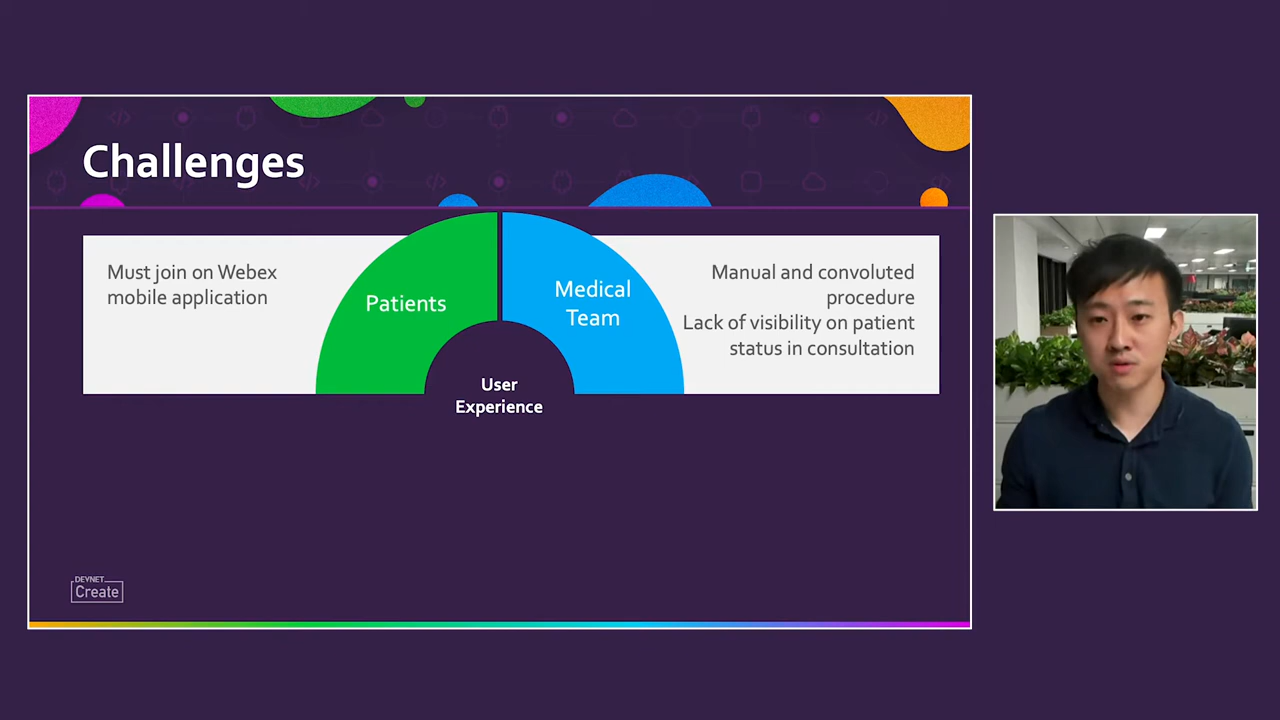 Challenges
Must join on Webex
mobile application
Patients
Medical
Team
Manual and convoluted
procedure
Lack of visibility on patient
status in consultation
User
Experience
DEVNET
Create